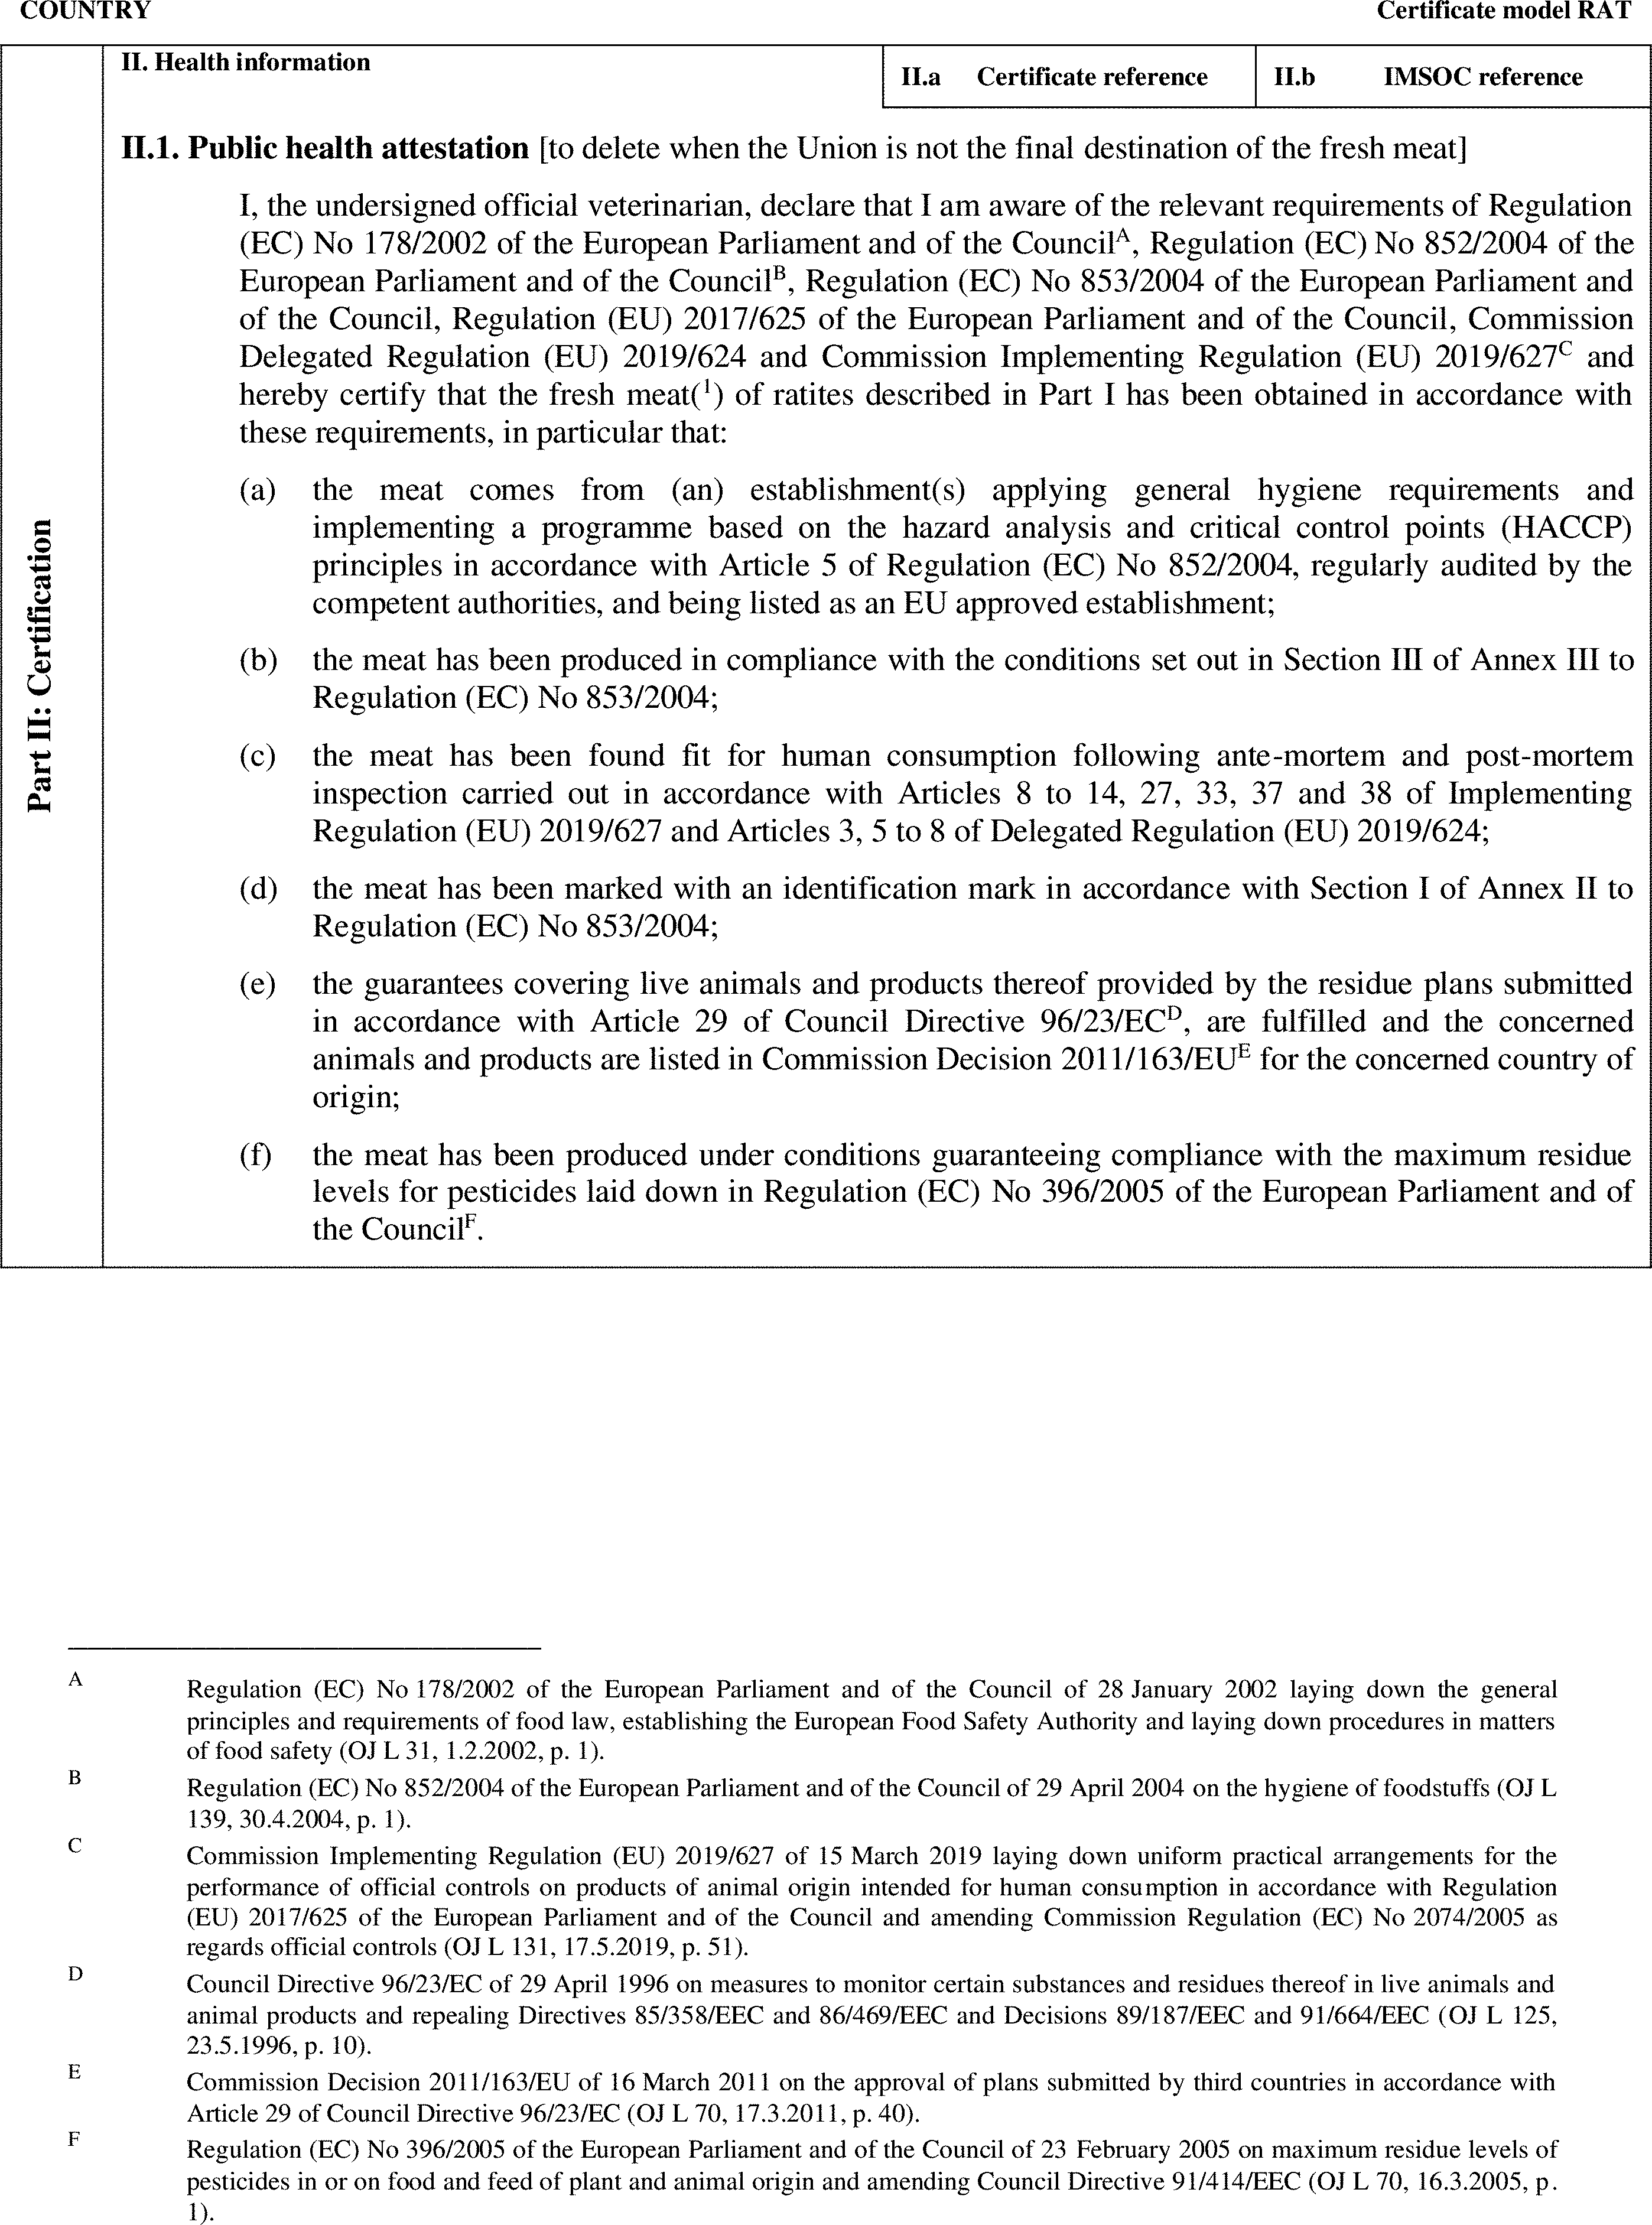 COUNTRY Certificate model RAT
II. Health information
II.a Certificate reference II.b IMSOC reference
II.1. Public health attestation [to delete when the Union is not the final destination of the fresh meat]
I, the undersigned official veterinarian, declare that I am aware of the relevant requirements of Regulation
(EC) No 178/2002 of the European Parliament and of the Council^A, Regulation (EC) No 852/2004 of the
European Parliament and of the Council^B, Regulation (EC) No 853/2004 of the European Parliament and
of the Council, Regulation (EU) 2017/625 of the European Parliament and of the Council, Commission
Delegated Regulation (EU) 2019/624 and Commission Implementing Regulation (EU) 2019/627^C and
hereby certify that the fresh meat(¹) of ratites described in Part I has been obtained in accordance with
these requirements, in particular that:
(a) the meat comes from (an) establishment(s) applying general hygiene requirements and
implementing a programme based on the hazard analysis and critical control points (HACCP)
principles in accordance with Article 5 of Regulation (EC) No 852/2004, regularly audited by the
competent authorities, and being listed as an EU approved establishment;
(b) the meat has been produced in compliance with the conditions set out in Section III of Annex III to
Regulation (EC) No 853/2004;
(c) the meat has been found fit for human consumption following ante-mortem and post-mortem
inspection carried out in accordance with Articles 8 to 14, 27, 33, 37 and 38 of Implementing
Regulation (EU) 2019/627 and Articles 3, 5 to 8 of Delegated Regulation (EU) 2019/624;
(d) the meat has been marked with an identification mark in accordance with Section I of Annex II to
Regulation (EC) No 853/2004;
(e) the guarantees covering live animals and products thereof provided by the residue plans submitted
in accordance with Article 29 of Council Directive 96/23/EC^D, are fulfilled and the concerned
animals and products are listed in Commission Decision 2011/163/EU^E for the concerned country of
origin;
(f) the meat has been produced under conditions guaranteeing compliance with the maximum residue
levels for pesticides laid down in Regulation (EC) No 396/2005 of the European Parliament and of
the Council^F.
Part II: Certification
A Regulation (EC) No 178/2002 of the European Parliament and of the Council of 28 January 2002 laying down the general
principles and requirements of food law, establishing the European Food Safety Authority and laying down procedures in matters
of food safety (OJ L 31, 1.2.2002, p. 1).
B Regulation (EC) No 852/2004 of the European Parliament and of the Council of 29 April 2004 on the hygiene of foodstuffs (OJ L
139, 30.4.2004, p. 1).
C Commission Implementing Regulation (EU) 2019/627 of 15 March 2019 laying down uniform practical arrangements for the
performance of official controls on products of animal origin intended for human consumption in accordance with Regulation
(EU) 2017/625 of the European Parliament and of the Council and amending Commission Regulation (EC) No 2074/2005 as
regards official controls (OJ L 131, 17.5.2019, p. 51).
D Council Directive 96/23/EC of 29 April 1996 on measures to monitor certain substances and residues thereof in live animals and
animal products and repealing Directives 85/358/EEC and 86/469/EEC and Decisions 89/187/EEC and 91/664/EEC (OJ L 125,
23.5.1996, p. 10).
E Commission Decision 2011/163/EU of 16 March 2011 on the approval of plans submitted by third countries in accordance with
Article 29 of Council Directive 96/23/EC (OJ L 70, 17.3.2011, p. 40).
F Regulation (EC) No 396/2005 of the European Parliament and of the Council of 23 February 2005 on maximum residue levels of
pesticides in or on food and feed of plant and animal origin and amending Council Directive 91/414/EEC (OJ L 70, 16.3.2005, p.
1).